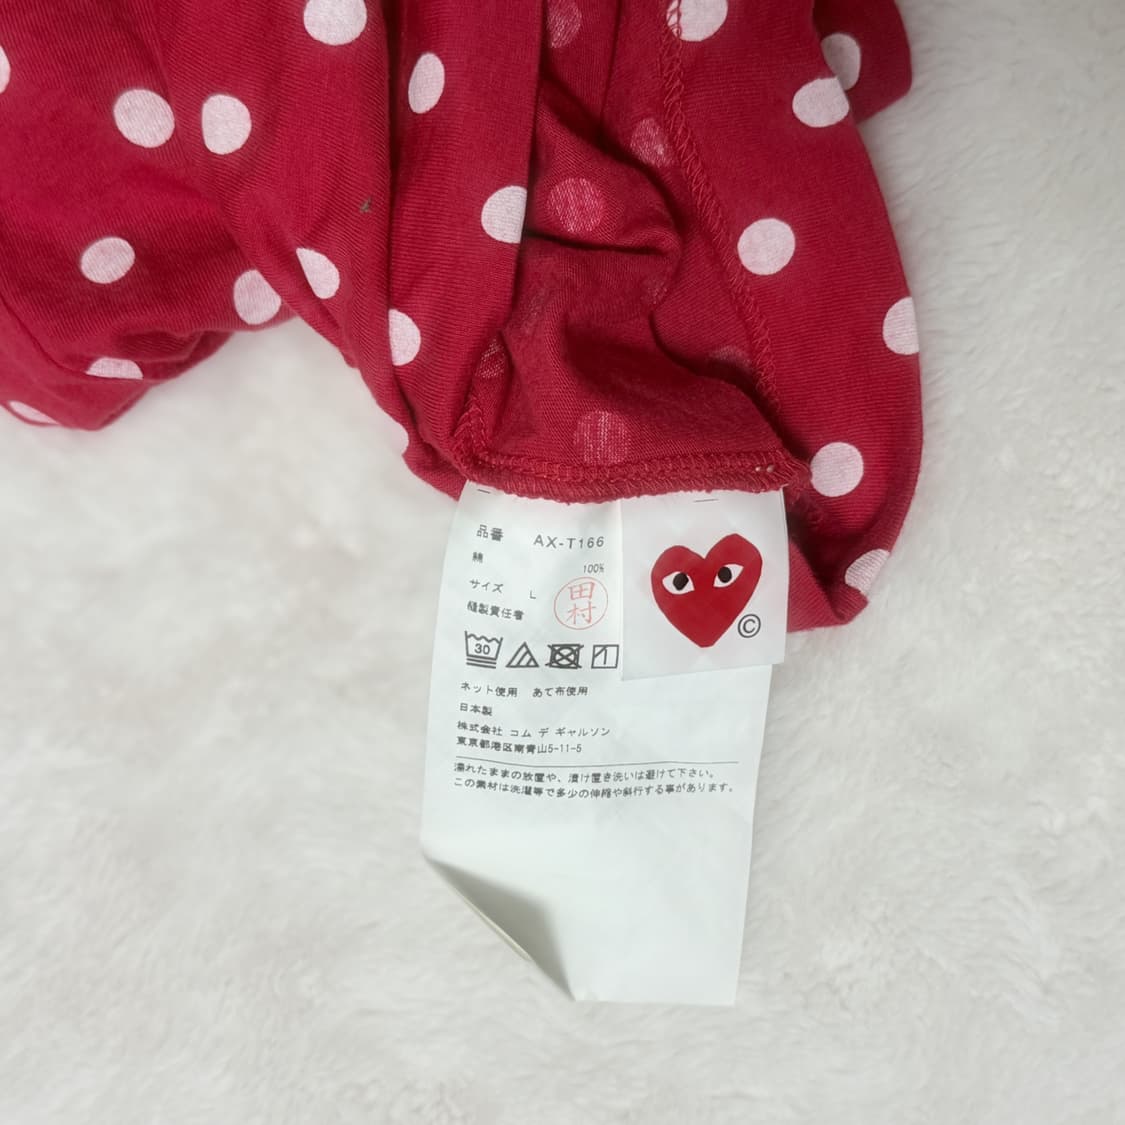 品番 AX-T166
綿 100%
サイズ L
縫製責任者 田村
30
ネット使用 あて布使用
日本製
株式会社 コム デ ギャルソン
東京都港区南青山5-11-5
濡れたままの放置や、漬け置き洗いは避けて下さい。
この素材は洗濯等で多少の伸縮や斜行する事があります。
©